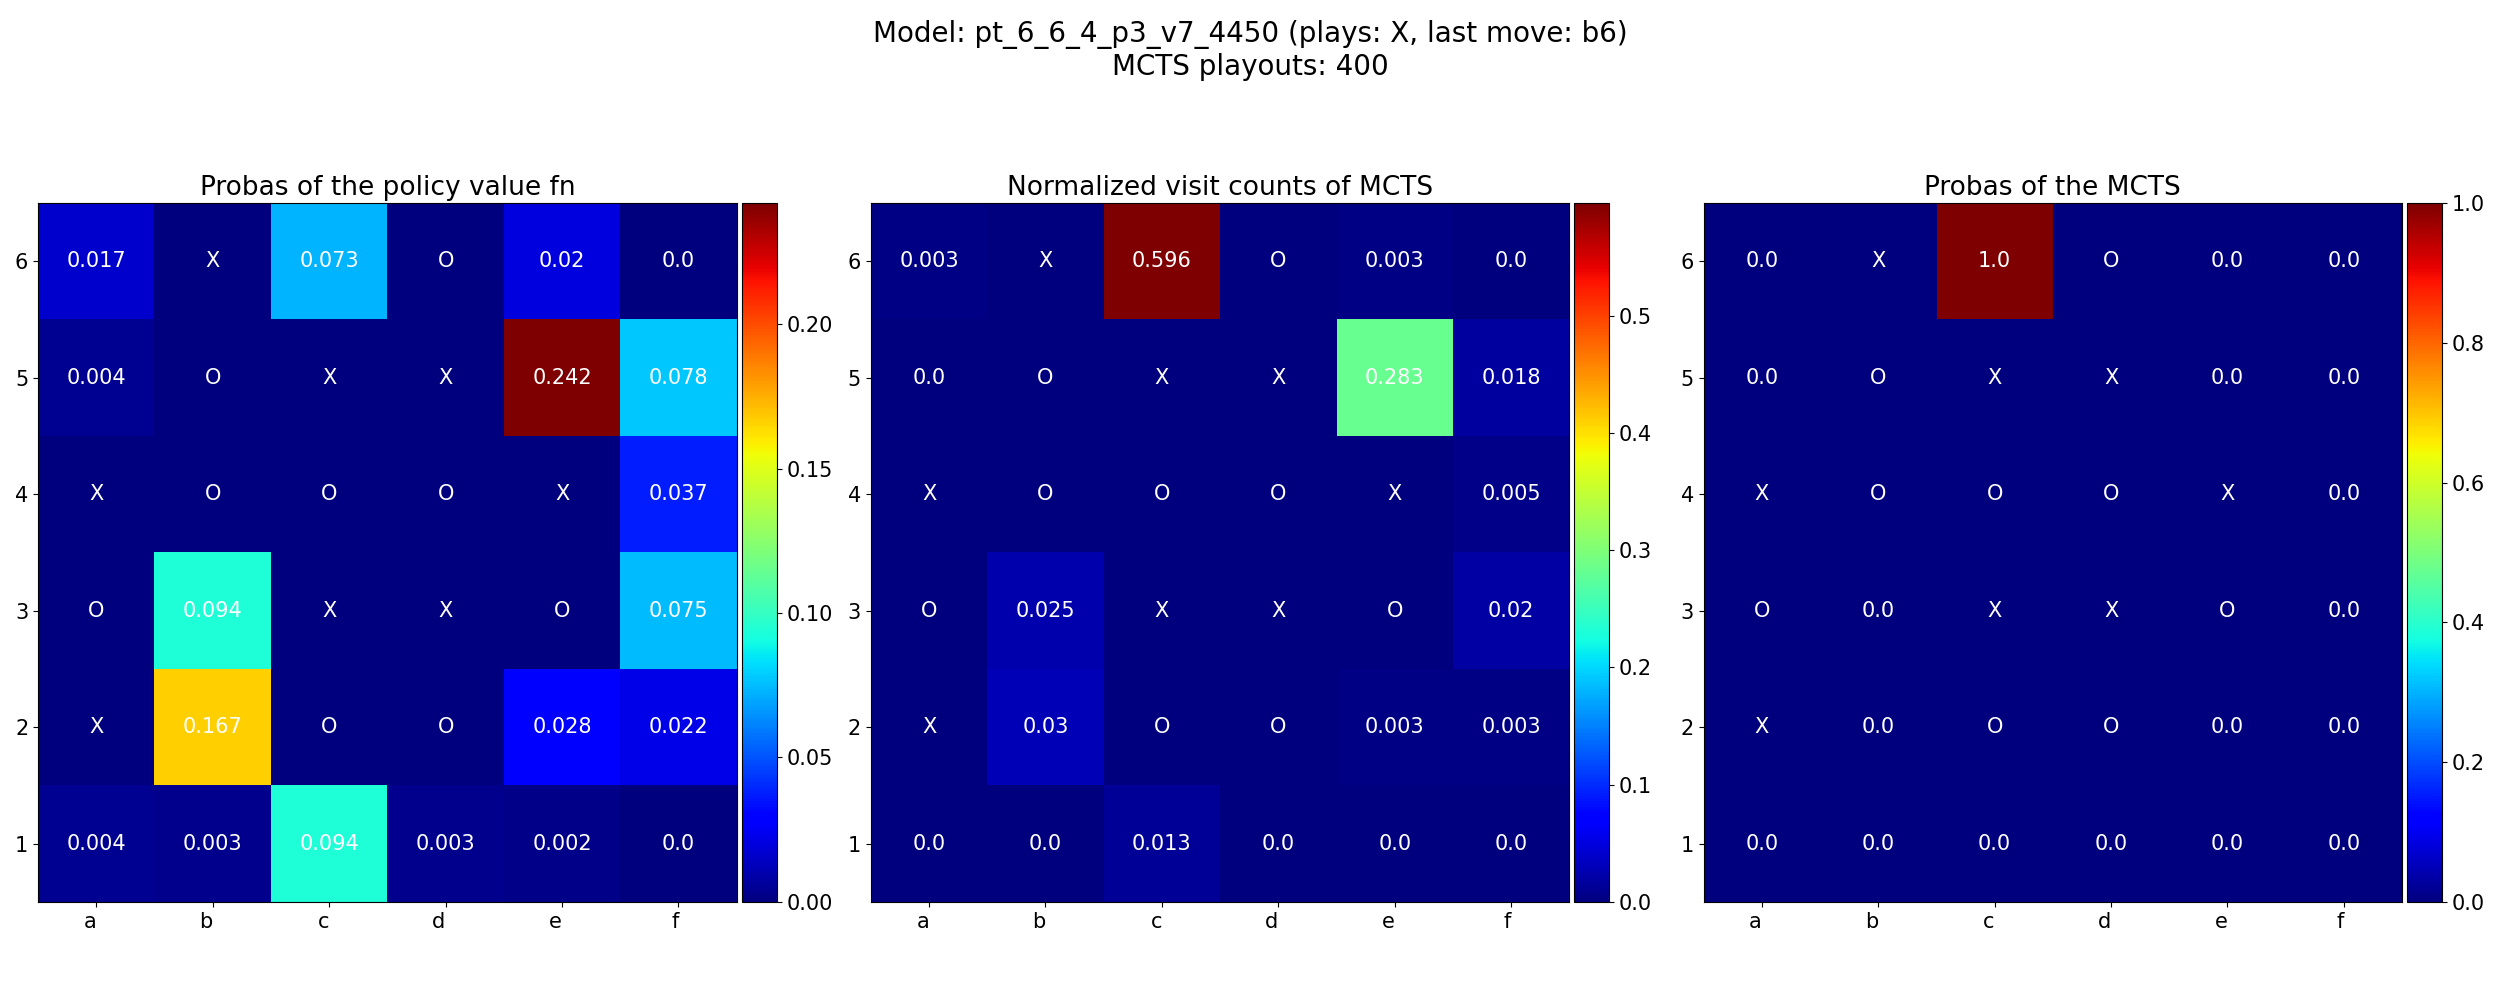 Model: pt_6_6_4_p3_v7_4450 (plays: X, last move: b6)
MCTS playouts: 400
Probas of the policy value fn
6 0.017 X 0.073 O 0.02 0.0
5 0.004 O X X 0.242 0.078
4 X O O O X 0.037
3 O 0.094 X X O 0.075
2 X 0.167 O O 0.028 0.022
1 0.004 0.003 0.094 0.003 0.002 0.0
a b c d e f
0.20
0.15
0.10
0.05
0.00
Normalized visit counts of MCTS
6 0.003 X 0.596 O 0.003 0.0
5 0.0 O X X 0.283 0.018
4 X O O O X 0.005
3 O 0.025 X X O 0.02
2 X 0.03 O O 0.003 0.003
1 0.0 0.0 0.013 0.0 0.0 0.0
a b c d e f
0.5
0.4
0.3
0.2
0.1
0.0
Probas of the MCTS
6 0.0 X 1.0 O 0.0 0.0
5 0.0 O X X 0.0 0.0
4 X O O O X 0.0
3 O 0.0 X X O 0.0
2 X 0.0 O O 0.0 0.0
1 0.0 0.0 0.0 0.0 0.0 0.0
a b c d e f
1.0
0.8
0.6
0.4
0.2
0.0